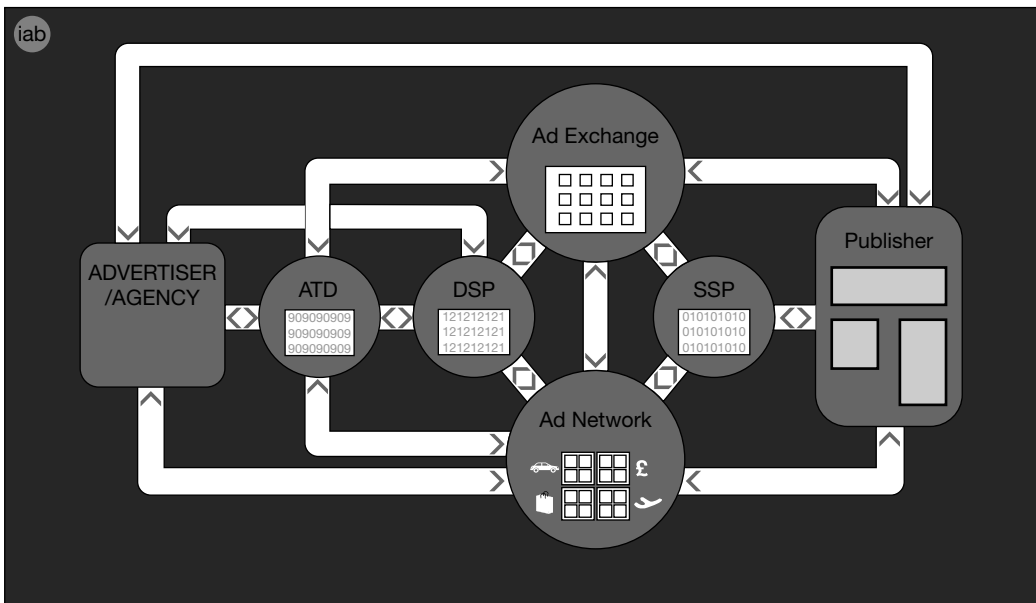 iab
Ad Exchange
ADVERTISER
/AGENCY
ATD
909090909
909090909
909090909
DSP
121212121
121212121
121212121
SSP
010101010
010101010
010101010
Publisher
Ad Network
£